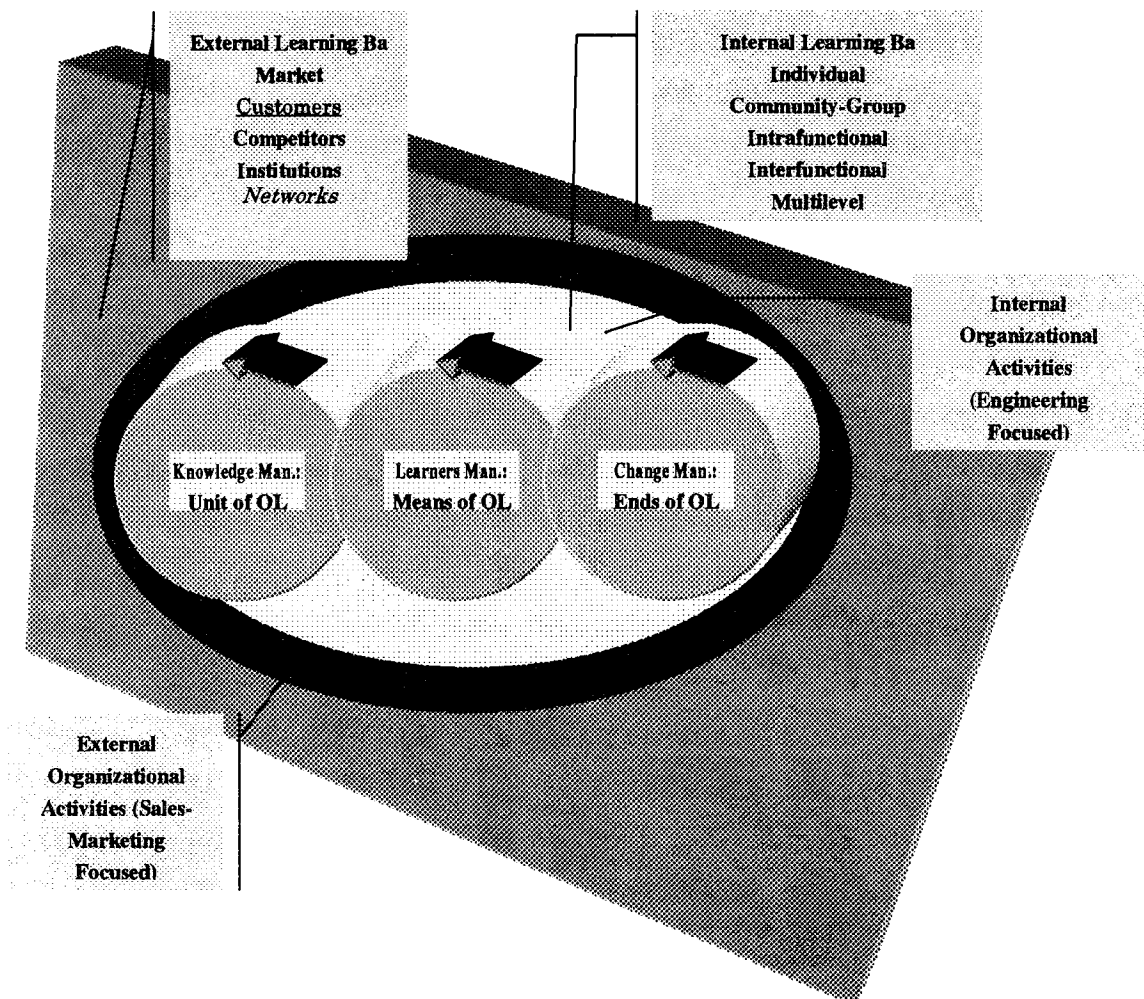 External Learning Ba
Market
Customers
Competitors
Institutions
Networks
Internal Learning Ba
Individual
Community-Group
Intrafunctional
Interfunctional
Multilevel
Internal
Organizational
Activities
(Engineering
Focused)
Knowledge Man.:
Unit of OL
Learners Man.:
Means of OL
Change Man.:
Ends of OL
External
Organizational
Activities (Sales-
Marketing
Focused)